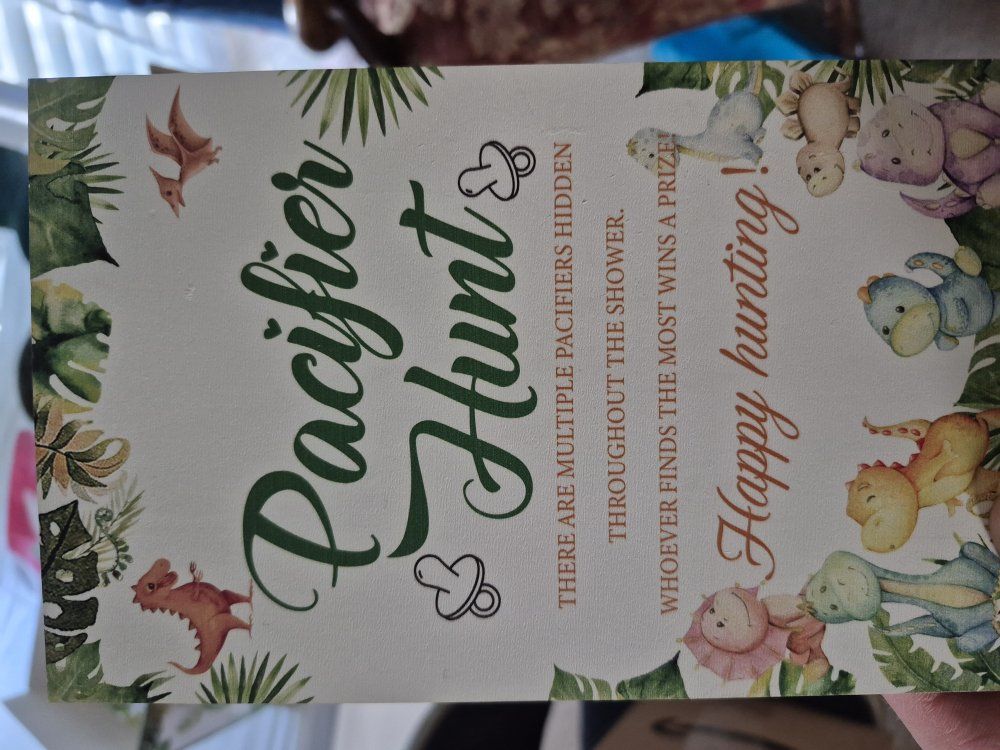 Pacifier
Hunt
THERE ARE MULTIPLE PACIFIERS HIDDEN
THROUGHOUT THE SHOWER.
WHOEVER FINDS THE MOST WINS A PRIZE!
Happy hunting!